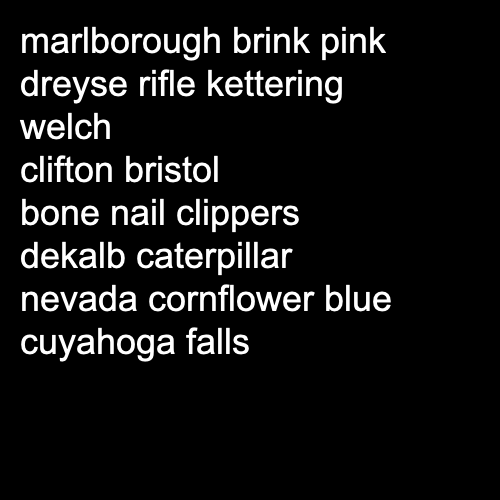 marlborough brink pink
dreyse rifle kettering
welch
clifton bristol
bone nail clippers
dekalb caterpillar
nevada cornflower blue
cuyahoga falls